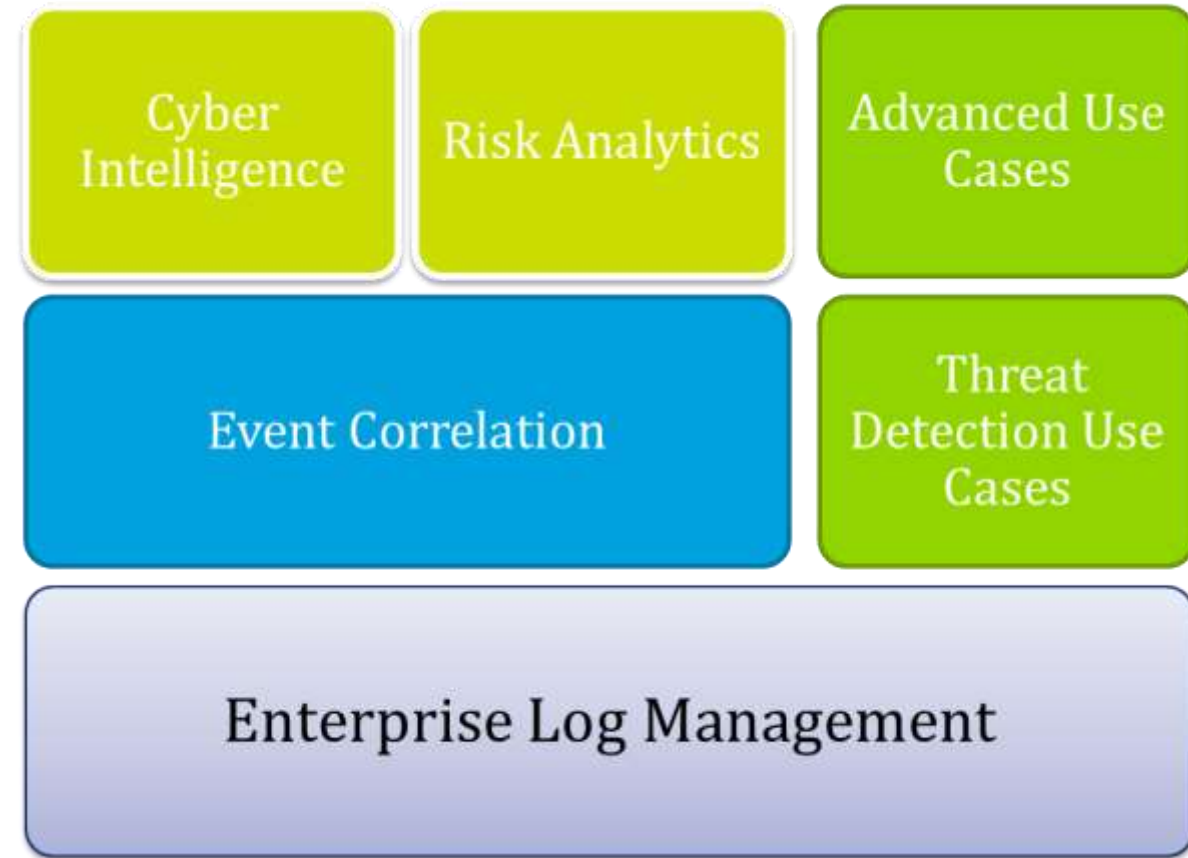 Cyber
Intelligence
Risk Analytics
Advanced Use
Cases
Event Correlation
Threat
Detection Use
Cases
Enterprise Log Management